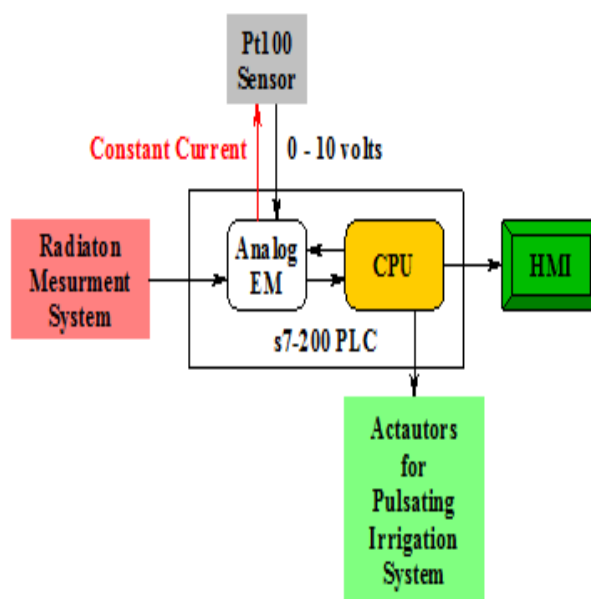 Pt100
Sensor
Constant Current
0 - 10 volts
Radiaton
Mesurment
System
Analog
EM
CPU
HMI
s7-200 PLC
Actautors
for
Pulsating
Irrigation
System